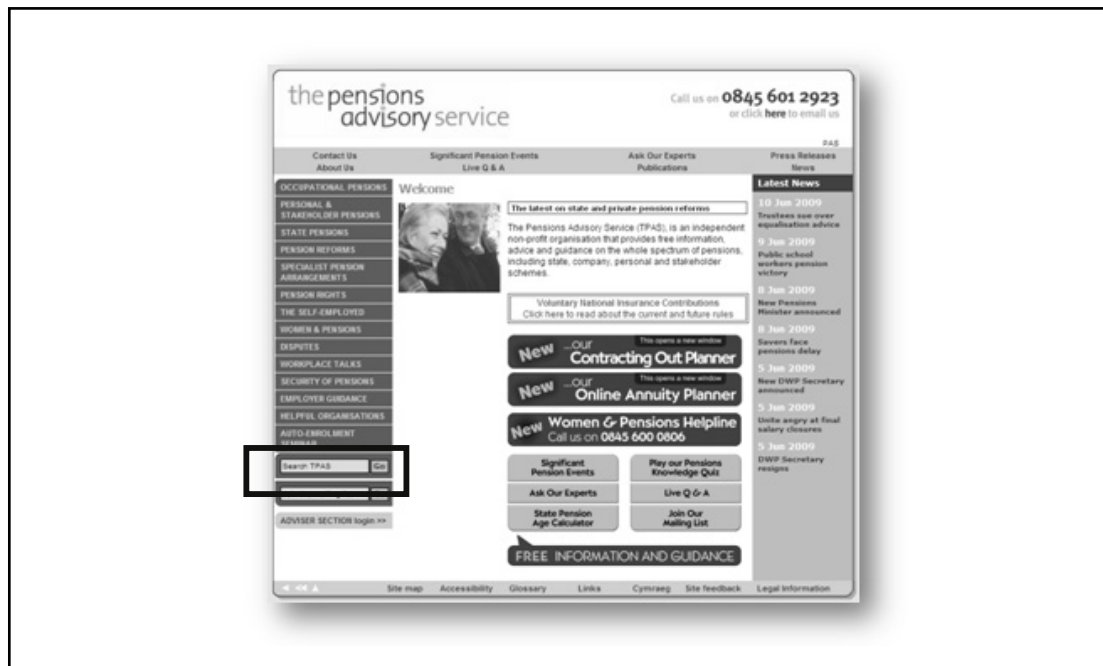 the pensions
advisory service
Call us on 0845 601 2923
or click here to email us
Contact Us
About Us
Significant Pension Events
Live Q & A
Ask Our Experts
Publications
Press Releases
News
OCCUPATIONAL PENSIONS
PERSONAL &
STAKEHOLDER PENSIONS
STATE PENSIONS
PENSION REFORMS
SPECIALIST PENSION
ARRANGEMENTS
PENSION RIGHTS
THE SELF-EMPLOYED
WOMEN & PENSIONS
DISPUTES
WORKPLACE TALKS
SECURITY OF PENSIONS
EMPLOYER GUIDANCE
HELPFUL ORGANISATIONS
AUTO-ENROLMENT
SEMINAR
Search TPAS Go
ADVISER SECTION login >>
Welcome
The latest on state and private pension reforms
The Pensions Advisory Service (TPAS), is an independent
non-profit organisation that provides free information,
advice and guidance on the whole spectrum of pensions,
including state, company, personal and stakeholder
schemes.
Voluntary National Insurance Contributions
Click here to read about the current and future rules
New ...our This opens a new window
Contracting Out Planner
New ...our This opens a new window
Online Annuity Planner
New Women & Pensions Helpline
Call us on 0845 600 0806
Significant
Pension Events
Play our Pensions
Knowledge Quiz
Ask Our Experts
Live Q & A
State Pension
Age Calculator
Join Our
Mailing List
FREE INFORMATION AND GUIDANCE
Latest News
10 Jun 2009
Trustees sue over
equalisation advice
9 Jun 2009
Public school
workers pension
victory
8 Jun 2009
New Pensions
Minister announced
8 Jun 2009
Savers face
pensions delay
5 Jun 2009
New DWP Secretary
announced
5 Jun 2009
Unite angry at final
salary closures
5 Jun 2009
DWP Secretary
resigns
Site map Accessibility Glossary Links Cymraeg Site feedback Legal Information